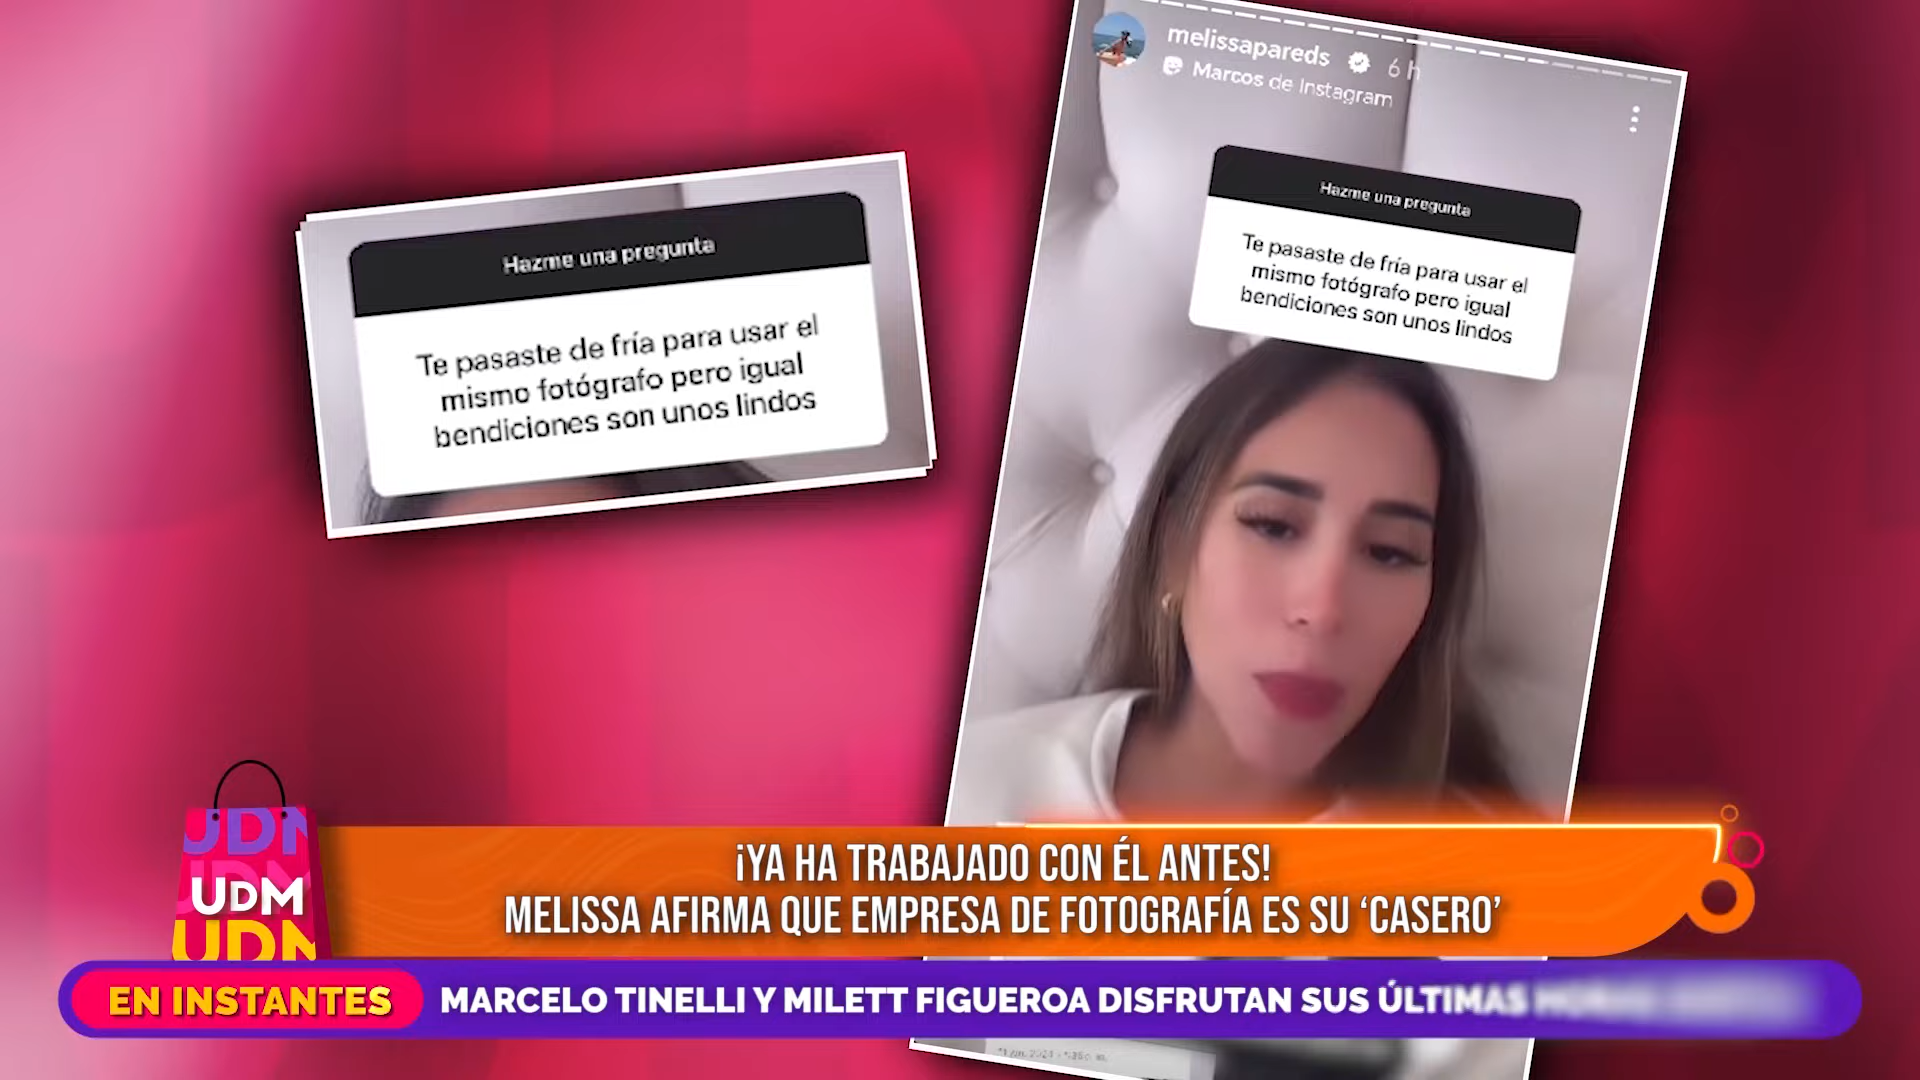 Hazme una pregunta
Te pasaste de fría para usar el
mismo fotógrafo pero igual
bendiciones son unos lindos
melissapareds 6 h
Marcos de Instagram
Hazme una pregunta
Te pasaste de fría para usar el
mismo fotógrafo pero igual
bendiciones son unos lindos
UDM
UDM
UDM
¡YA HA TRABAJADO CON ÉL ANTES!
MELISSA AFIRMA QUE EMPRESA DE FOTOGRAFÍA ES SU ‘CASERO’
EN INSTANTES
MARCELO TINELLI Y MILETT FIGUEROA DISFRUTAN SUS ÚLTIMAS